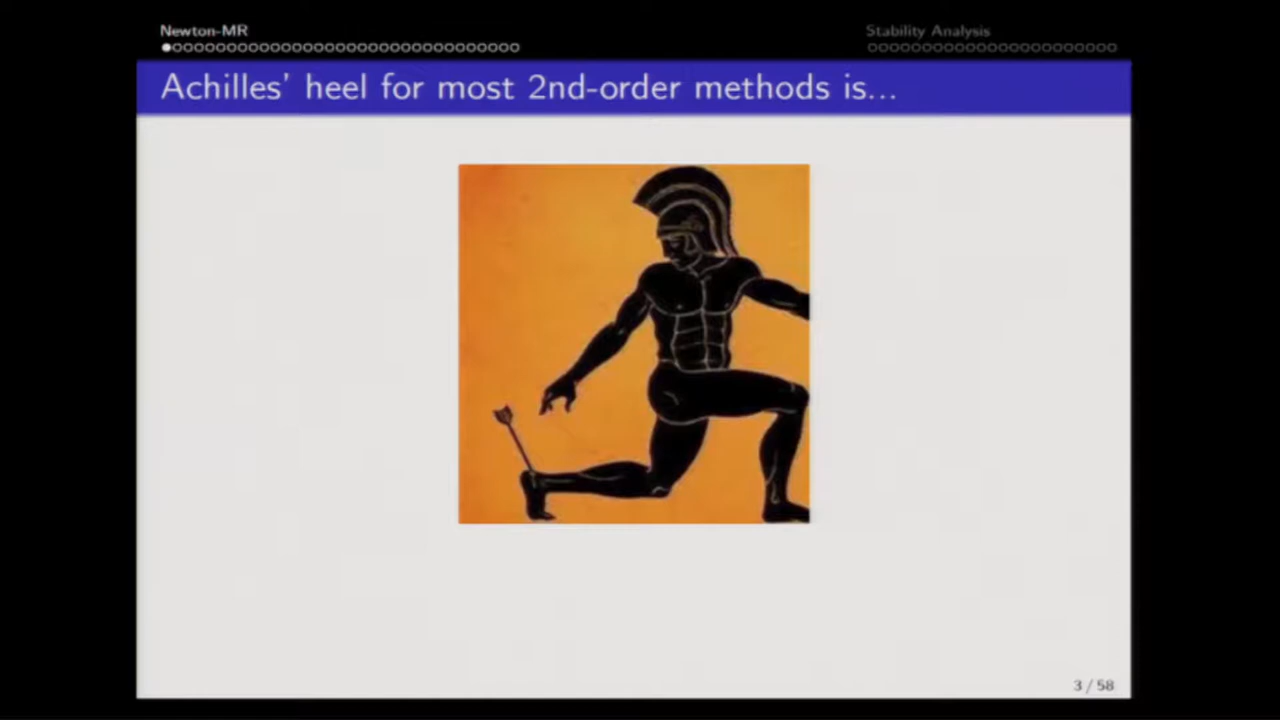 Newton-MR
Stability Analysis
Achilles' heel for most 2nd-order methods is...
3 / 58